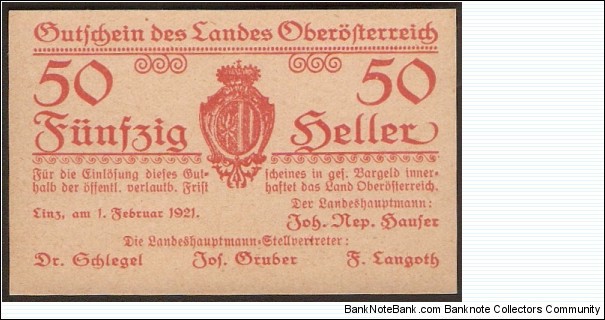 Gutschein des Landes Oberösterreich
50 50
Fünfzig Heller
Für die Einlösung dieses Gut- scheines in ges. Bargeld inner-
halb der öffentl. verlautb. Frist haftet das Land Oberösterreich.
Der Landeshauptmann:
Linz, am 1. Februar 1921.
Joh. Nep. Hauser
Die Landeshauptmann-Stellvertreter:
Dr. Schlegel Jos. Gruber F. Langoth
BankNoteBank.com - Banknote Collectors Community